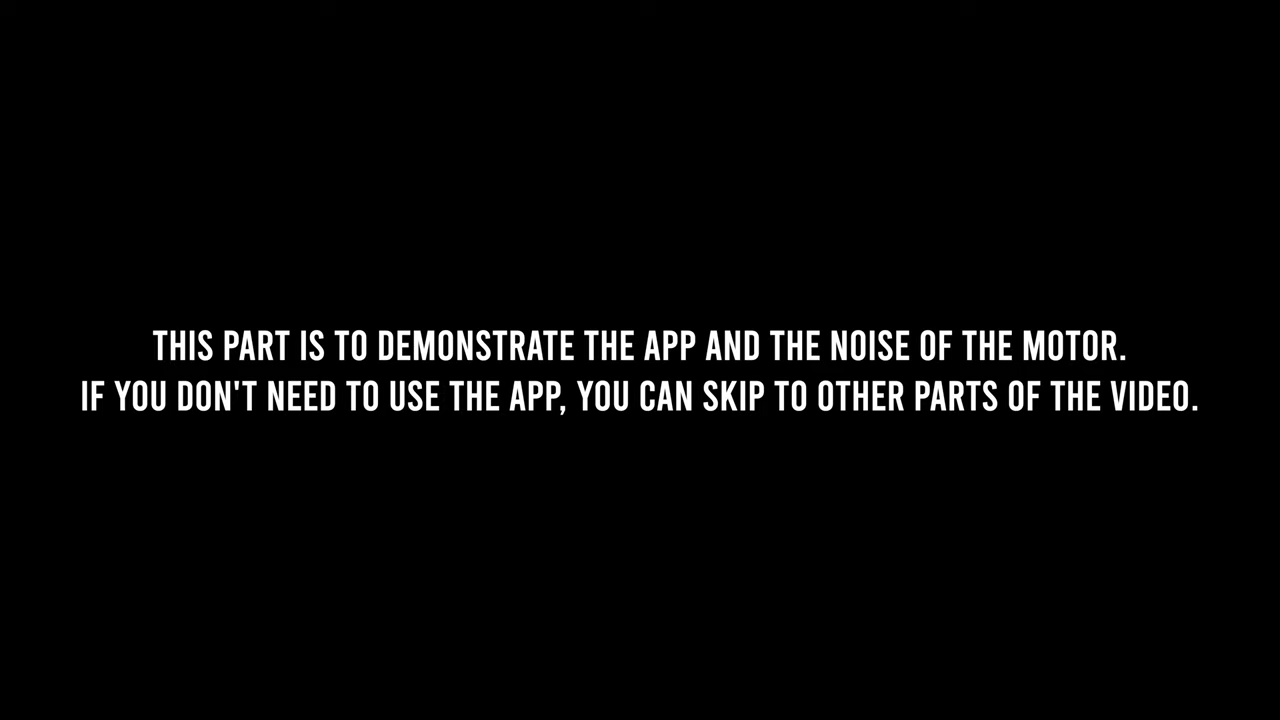 THIS PART IS TO DEMONSTRATE THE APP AND THE NOISE OF THE MOTOR.
IF YOU DON'T NEED TO USE THE APP, YOU CAN SKIP TO OTHER PARTS OF THE VIDEO.